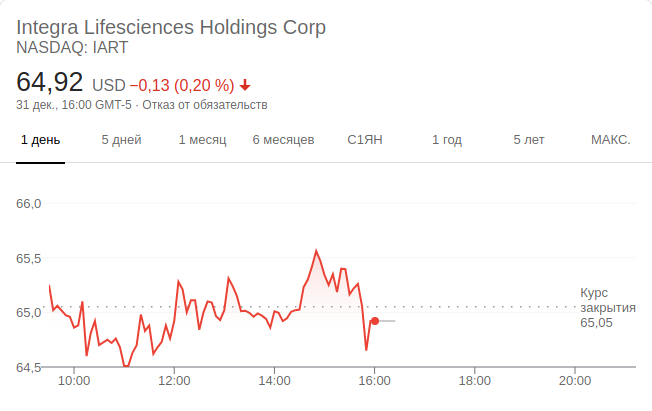 Integra Lifesciences Holdings Corp
NASDAQ: IART
64,92 USD −0,13 (0,20 %)
31 дек., 16:00 GMT-5 · Отказ от обязательств
1 день 5 дней 1 месяц 6 месяцев С1ЯН 1 год 5 лет МАКС.
66,0
65,5
Курс
закрытия
65,05
65,0
64,5
10:00 12:00 14:00 16:00 18:00 20:00